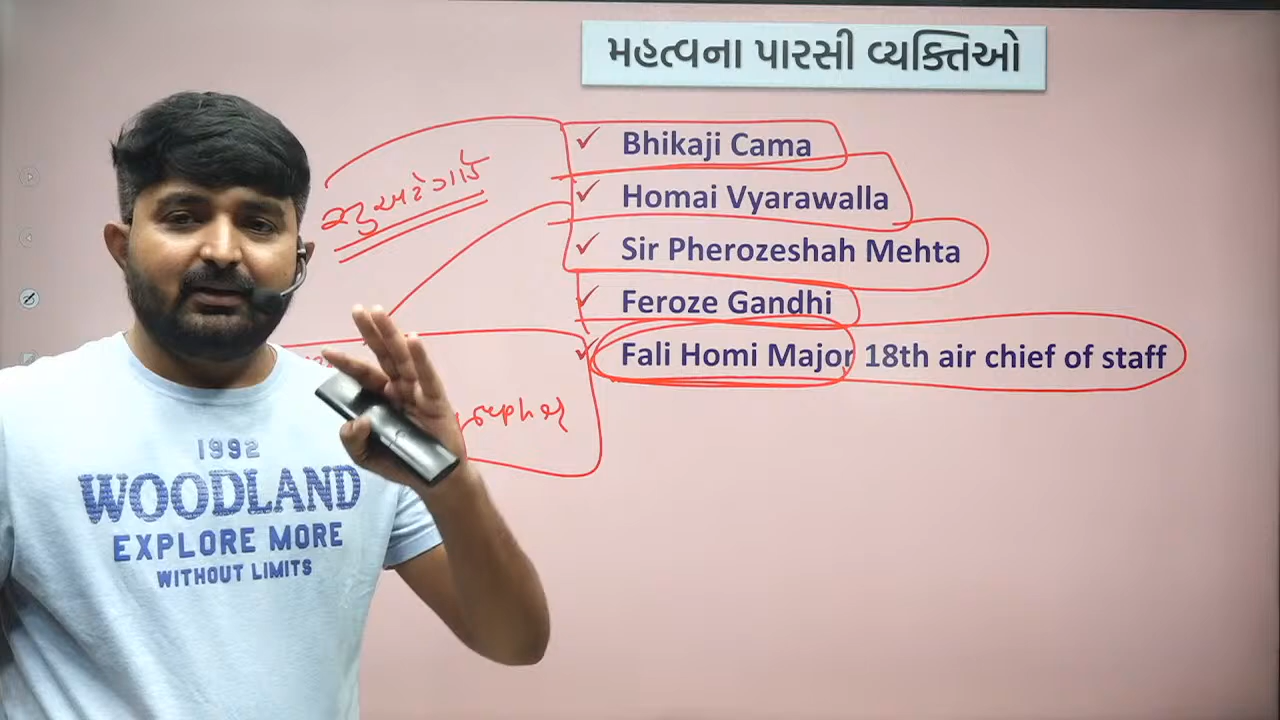 મહત્વના પારસી વ્યક્તિઓ
Bhikaji Cama
Homai Vyarawalla
Sir Pherozeshah Mehta
Feroze Gandhi
Fali Homi Major 18th air chief of staff
1992
WOODLAND
EXPLORE MORE
WITHOUT LIMITS